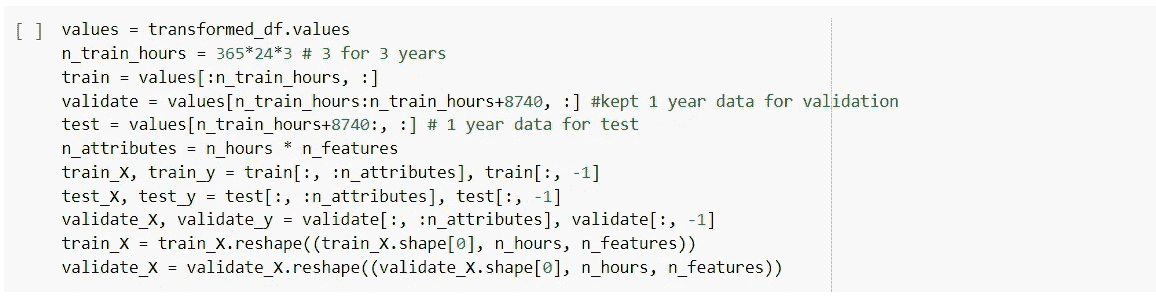 [ ] values = transformed_df.values
n_train_hours = 365*24*3 # 3 for 3 years
train = values[:n_train_hours, :]
validate = values[n_train_hours:n_train_hours+8740, :] #kept 1 year data for validation
test = values[n_train_hours+8740:, :] # 1 year data for test
n_attributes = n_hours * n_features
train_X, train_y = train[:, :n_attributes], train[:, -1]
test_X, test_y = test[:, :n_attributes], test[:, -1]
validate_X, validate_y = validate[:, :n_attributes], validate[:, -1]
train_X = train_X.reshape((train_X.shape[0], n_hours, n_features))
validate_X = validate_X.reshape((validate_X.shape[0], n_hours, n_features))